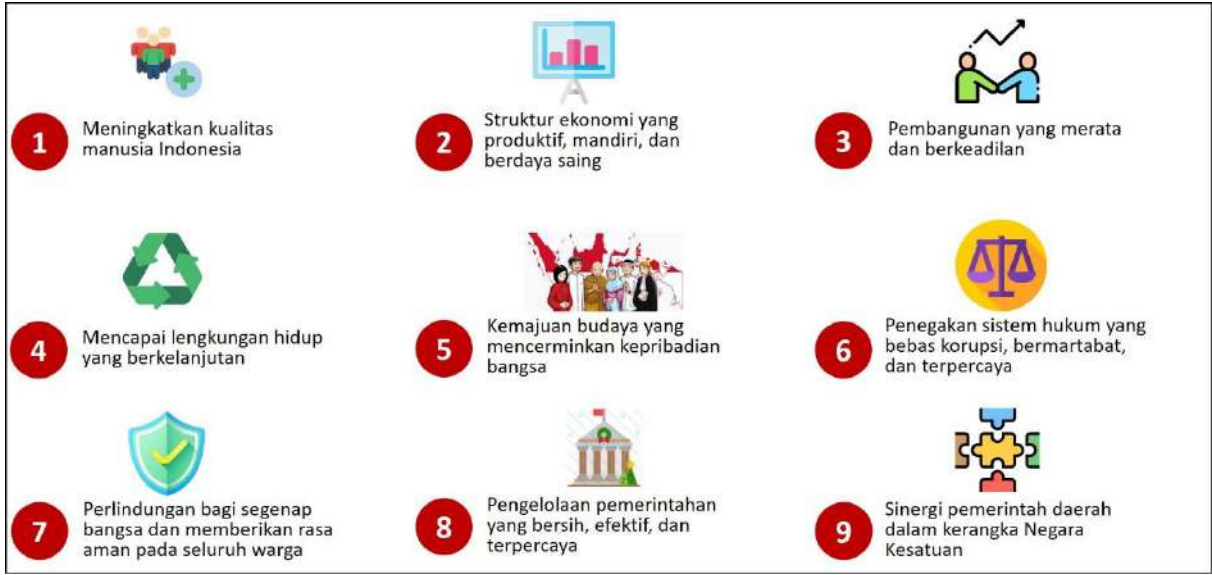 1
Meningkatkan kualitas
manusia Indonesia
2
Struktur ekonomi yang
produktif, mandiri, dan
berdaya saing
3
Pembangunan yang merata
dan berkeadilan
4
Mencapai lengkungan hidup
yang berkelanjutan
5
Kemajuan budaya yang
mencerminkan kepribadian
bangsa
6
Penegakan sistem hukum yang
bebas korupsi, bermartabat,
dan terpercaya
7
Perlindungan bagi segenap
bangsa dan memberikan rasa
aman pada seluruh warga
8
Pengelolaan pemerintahan
yang bersih, efektif, dan
terpercaya
9
Sinergi pemerintah daerah
dalam kerangka Negara
Kesatuan